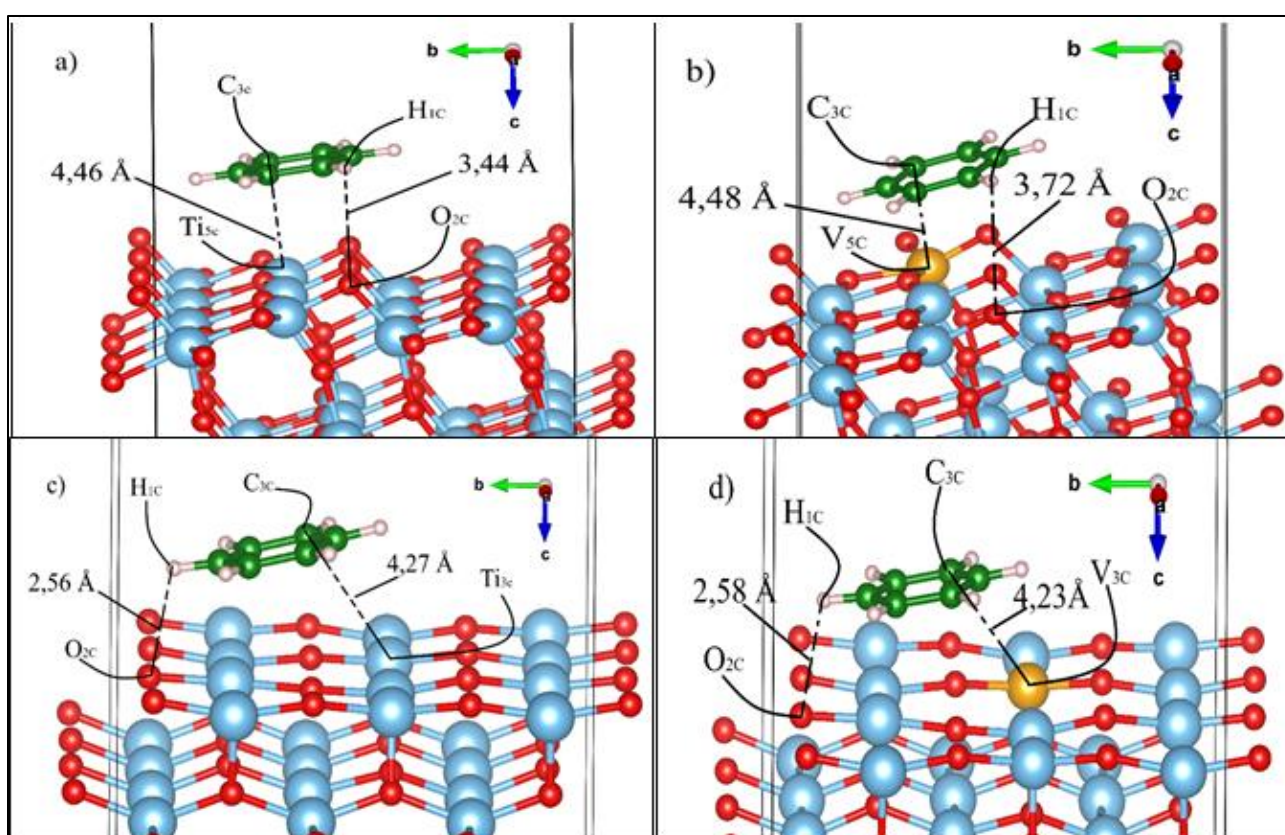 a)
b
c
C3c
H1C
4,46 Å
3,44 Å
Ti5c
O2C
b)
b
a
c
C3C
H1C
4,48 Å
3,72 Å
O2C
V5C
c)
b
c
H1C
C3C
2,56 Å
4,27 Å
Ti3c
O2C
d)
b
a
c
C3C
H1C
V3C
2,58 Å
4,23Å
O2C